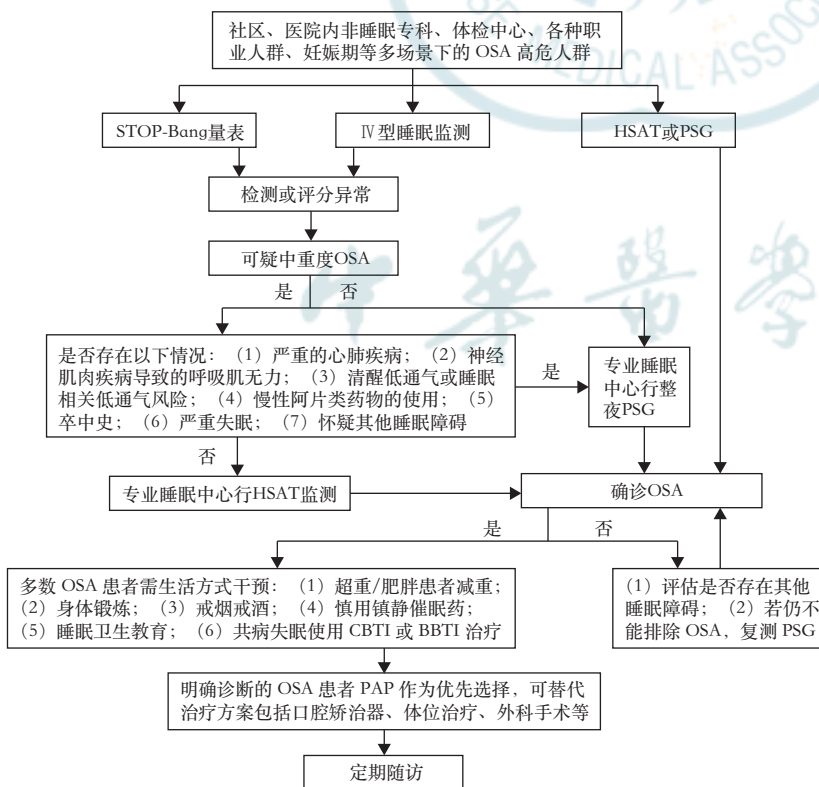 社区、医院内非睡眠专科、体检中心、各种职
业人群、妊娠期等多场景下的 OSA 高危人群
STOP-Bang量表
Ⅳ型睡眠监测
HSAT或PSG
检测或评分异常
可疑中重度OSA
是
否
是否存在以下情况：（1）严重的心肺疾病；（2）神经
肌肉疾病导致的呼吸肌无力；（3）清醒低通气或睡眠
相关低通气风险；（4）慢性阿片类药物的使用；（5）
卒中史；（6）严重失眠；（7）怀疑其他睡眠障碍
是
专业睡眠
中心行整
夜PSG
否
专业睡眠中心行HSAT监测
确诊OSA
是
否
多数 OSA 患者需生活方式干预：（1）超重/肥胖患者减重；
（2）身体锻炼；（3）戒烟戒酒；（4）慎用镇静催眠药；
（5）睡眠卫生教育；（6）共病失眠使用 CBTI 或 BBTI 治疗
（1）评估是否存在其他
睡眠障碍；（2）若仍不
能排除 OSA，复测 PSG
明确诊断的 OSA 患者 PAP 作为优先选择，可替代
治疗方案包括口腔矫治器、体位治疗、外科手术等
定期随访
MEDICAL ASSOC
中華醫學